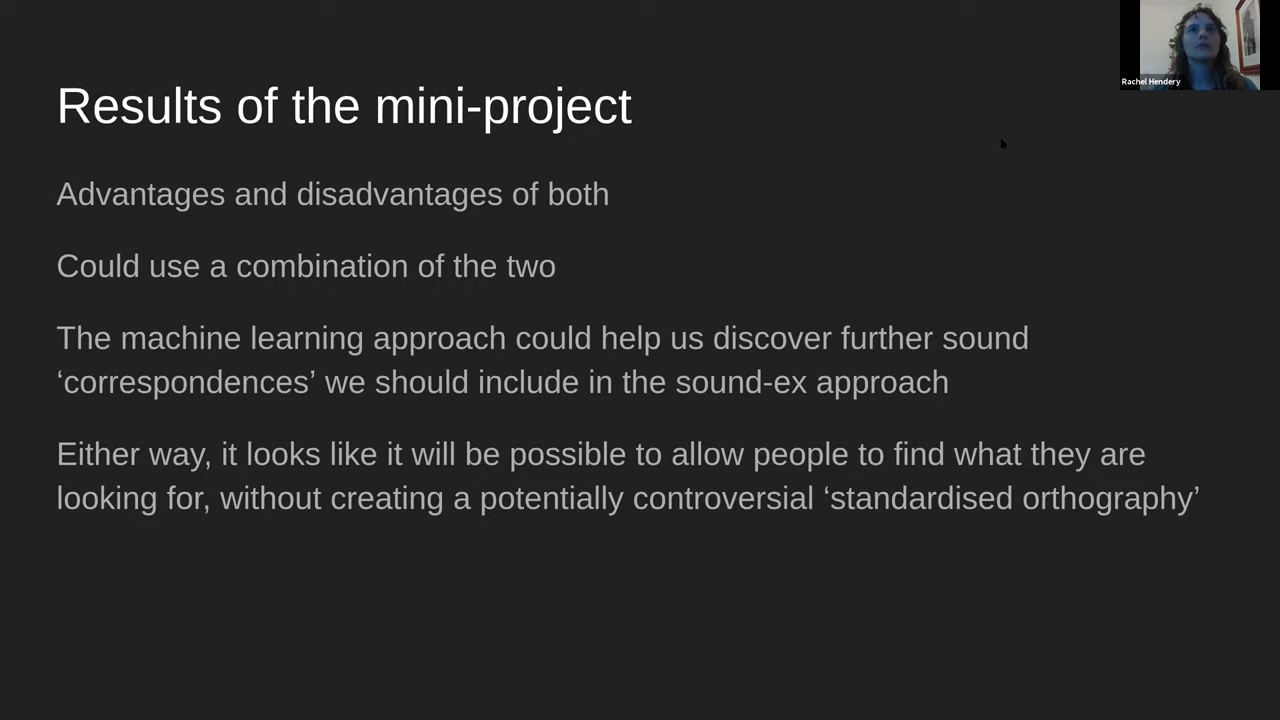 Rachel Hendery
Results of the mini-project
Advantages and disadvantages of both
Could use a combination of the two
The machine learning approach could help us discover further sound
‘correspondences’ we should include in the sound-ex approach
Either way, it looks like it will be possible to allow people to find what they are
looking for, without creating a potentially controversial ‘standardised orthography’